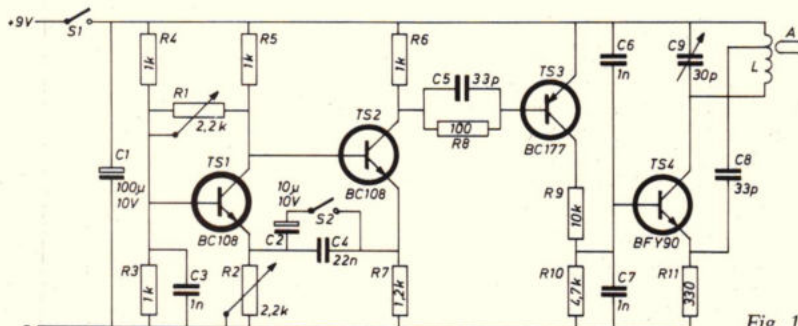 +9V
S1
R4
1k
R5
1k
R6
1k
C5
33p
TS3
C6
1n
C9
30p
A
L
R1
2,2k
TS2
100
R8
BC177
C1
100µ
10V
TS1
BC108
TS4
C8
33p
10µ
10V
S2
BC108
R9
10k
BFY90
C2
C4
22n
R3
1k
C3
1n
R2
2,2k
R7
1,2k
R10
4,7k
C7
1n
R11
330
Fig. 1